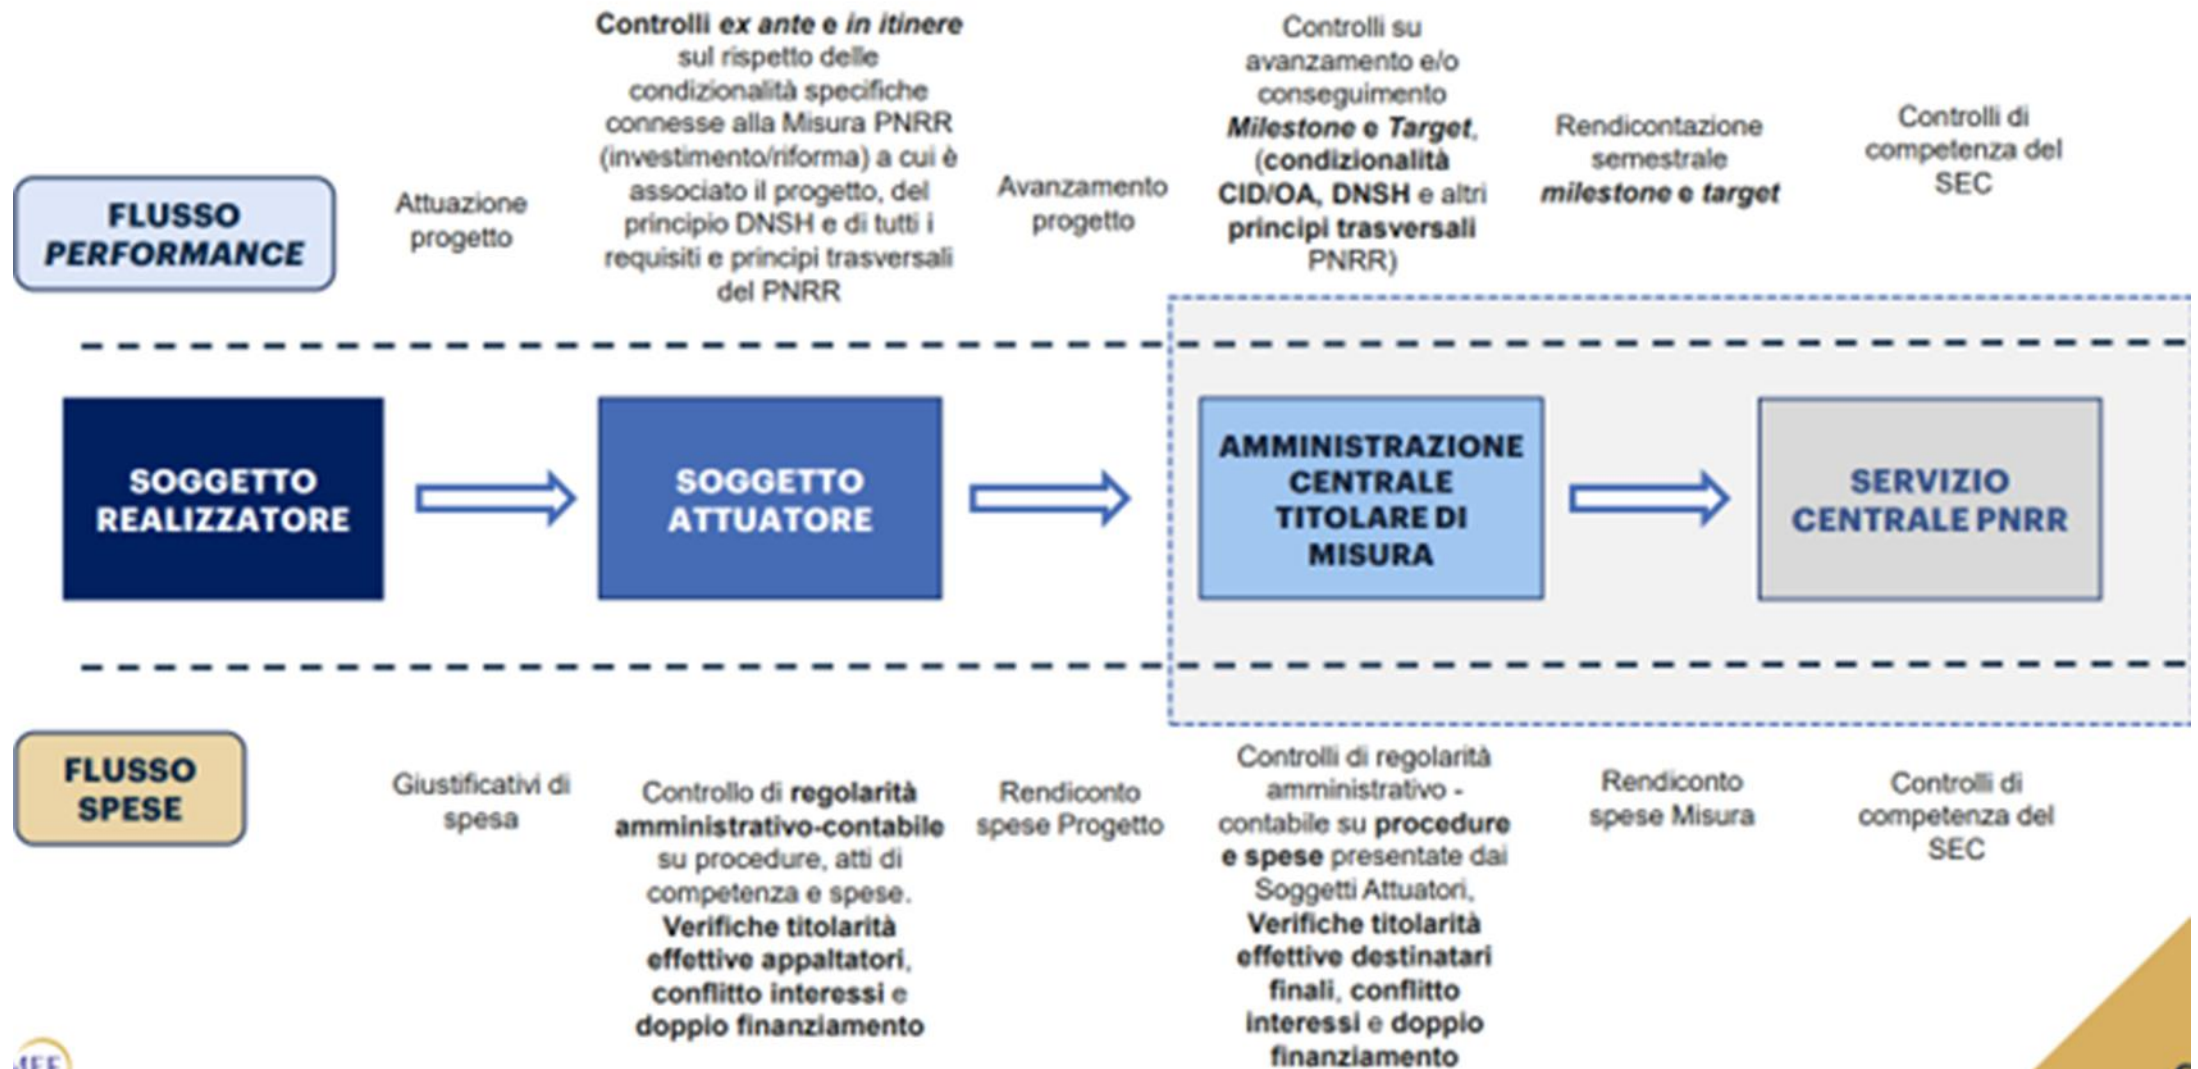 Controlli ex ante e in itinere
sul rispetto delle
condizionalità specifiche
connesse alla Misura PNRR
(investimento/riforma) a cui è
associato il progetto, del
principio DNSH e di tutti i
requisiti e principi trasversali
del PNRR
Controlli su
avanzamento e/o
conseguimento
Milestone e Target,
(condizionalità
CID/OA, DNSH e altri
principi trasversali
PNRR)
Rendicontazione
semestrale
milestone e target
Controlli di
competenza del
SEC
FLUSSO
PERFORMANCE
Attuazione
progetto
Avanzamento
progetto
SOGGETTO
REALIZZATORE
SOGGETTO
ATTUATORE
AMMINISTRAZIONE
CENTRALE
TITOLARE DI
MISURA
SERVIZIO
CENTRALE PNRR
FLUSSO
SPESE
Giustificativi di
spesa
Controllo di regolarità
amministrativo-contabile
su procedure, atti di
competenza e spese.
Verifiche titolarità
effettive appaltatori,
conflitto interessi e
doppio finanziamento
Rendiconto
spese Progetto
Controlli di regolarità
amministrativo -
contabile su procedure
e spese presentate dai
Soggetti Attuatori,
Verifiche titolarità
effettive destinatari
finali, conflitto
interessi e doppio
finanziamento
Rendiconto
spese Misura
Controlli di
competenza del
SEC